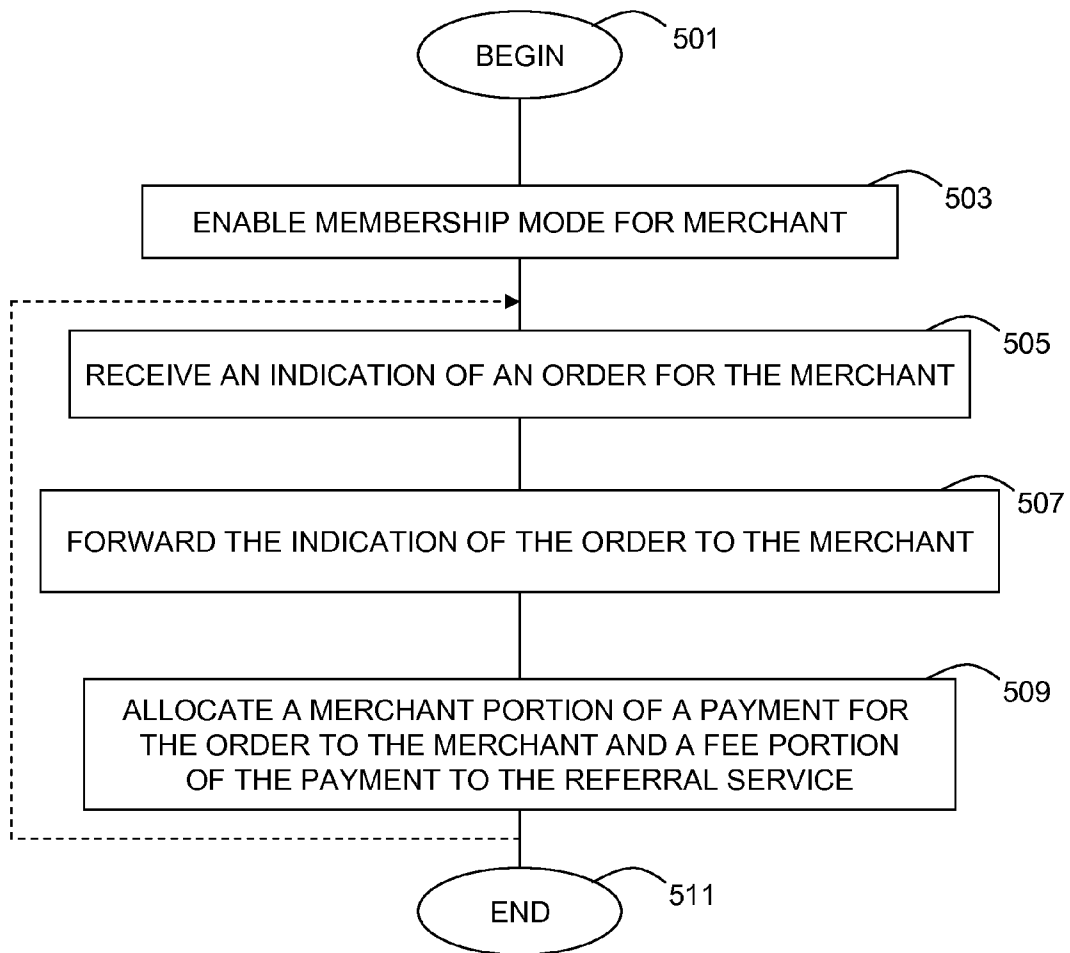 BEGIN
501
503
ENABLE MEMBERSHIP MODE FOR MERCHANT
505
RECEIVE AN INDICATION OF AN ORDER FOR THE MERCHANT
507
FORWARD THE INDICATION OF THE ORDER TO THE MERCHANT
509
ALLOCATE A MERCHANT PORTION OF A PAYMENT FOR
THE ORDER TO THE MERCHANT AND A FEE PORTION
OF THE PAYMENT TO THE REFERRAL SERVICE
END
511